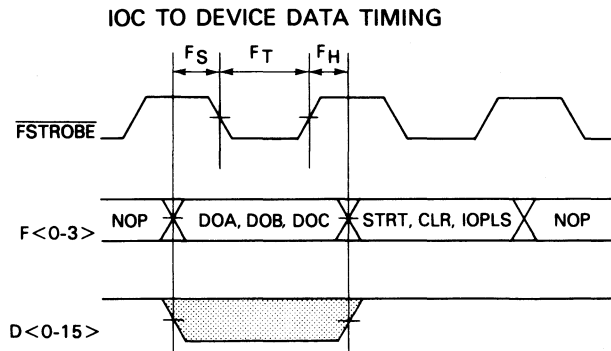 IOC TO DEVICE DATA TIMING
FS FT FH
FSTROBE
F<0-3> NOP DOA, DOB, DOC STRT, CLR, IOPLS NOP
D<0-15>